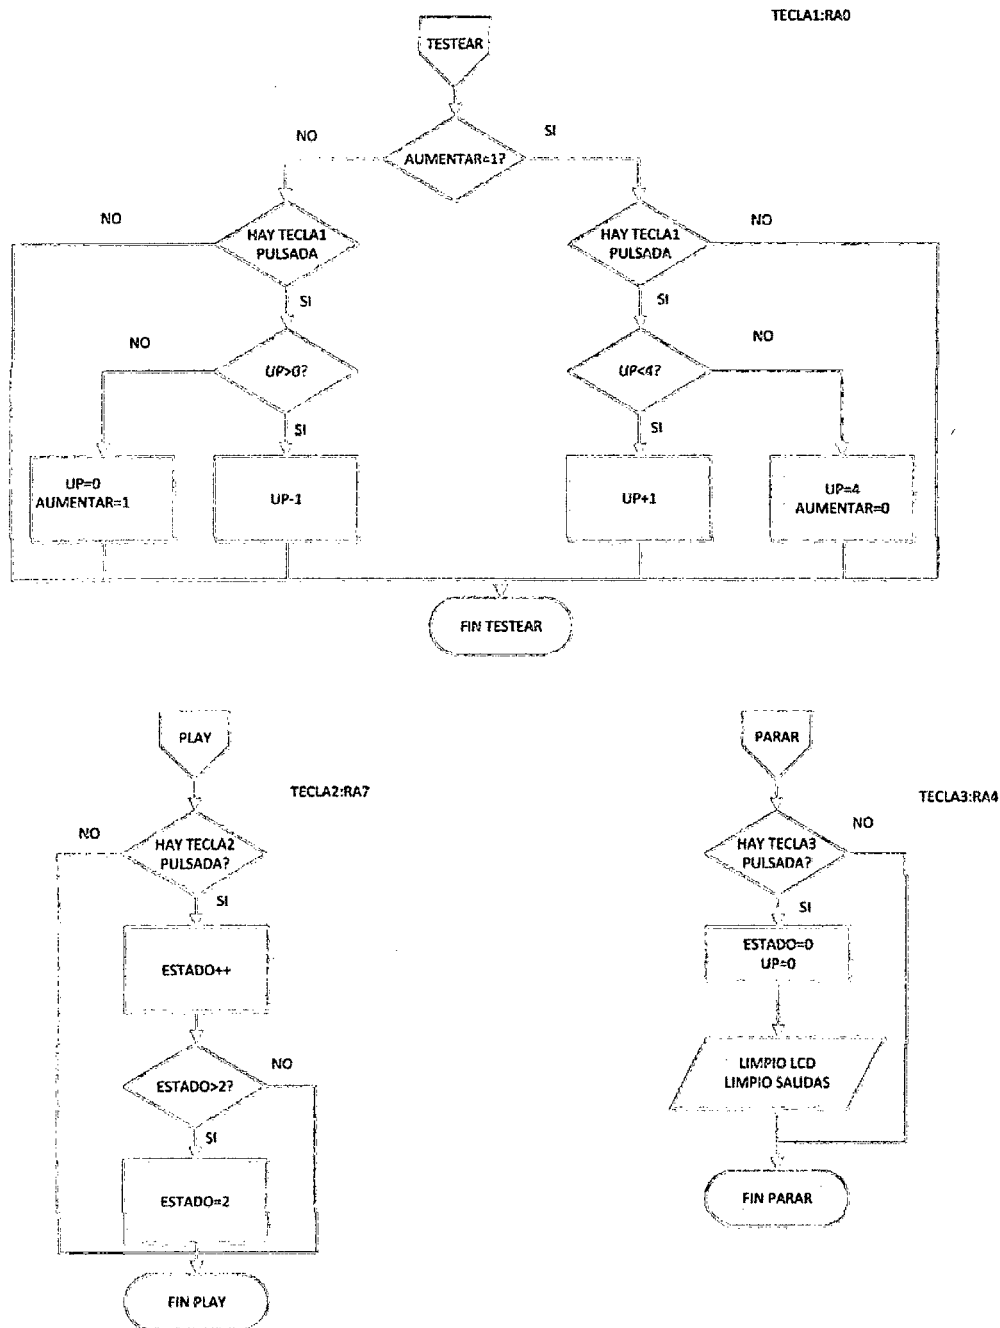 TECLA1:RA0
TESTEAR
NO
SI
AUMENTAR=1?
NO
HAY TECLA1
PULSADA
HAY TECLA1
PULSADA
NO
SI
SI
NO
UP>0?
UP<4?
NO
SI
SI
UP=0
AUMENTAR=1
UP-1
UP+1
UP=4
AUMENTAR=0
FIN TESTEAR
PLAY
TECLA2:RA7
NO
HAY TECLA2
PULSADA?
SI
ESTADO++
ESTADO>2?
NO
SI
ESTADO=2
FIN PLAY
PARAR
TECLA3:RA4
NO
HAY TECLA3
PULSADA?
SI
ESTADO=0
UP=0
LIMPIO LCD
LIMPIO SALIDAS
FIN PARAR